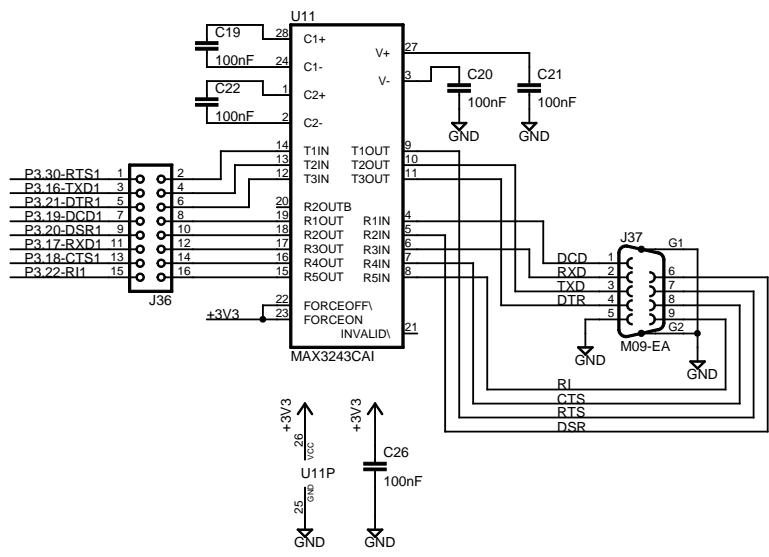 U11
C19
28
C1+
100nF
24
C1-
C22
1
C2+
100nF
2
C2-
V+
27
V-
3
C20
100nF
GND
C21
100nF
GND
14
T1IN
T1OUT
9
13
T2IN
T2OUT
10
12
T3IN
T3OUT
11
20
R2OUTB
19
R1OUT
R1IN
4
18
R2OUT
R2IN
5
17
R3OUT
R3IN
6
16
R4OUT
R4IN
7
15
R5OUT
R5IN
8
22
FORCEOFF\
+3V3
23
FORCEON
INVALID\
21
MAX3243CAI
P3.30-RTS1 1 2
P3.16-TXD1 3 4
P3.21-DTR1 5 6
P3.19-DCD1 7 8
P3.20-DSR1 9 10
P3.17-RXD1 11 12
P3.18-CTS1 13 14
P3.22-RI1 15 16
J36
J37
G1
DCD 1
RXD 2 6
TXD 3 7
DTR 4 8
5 9
G2
M09-EA
GND
GND
RI
CTS
RTS
DSR
+3V3
26
VCC
U11P
GND
25
GND
+3V3
C26
100nF
GND